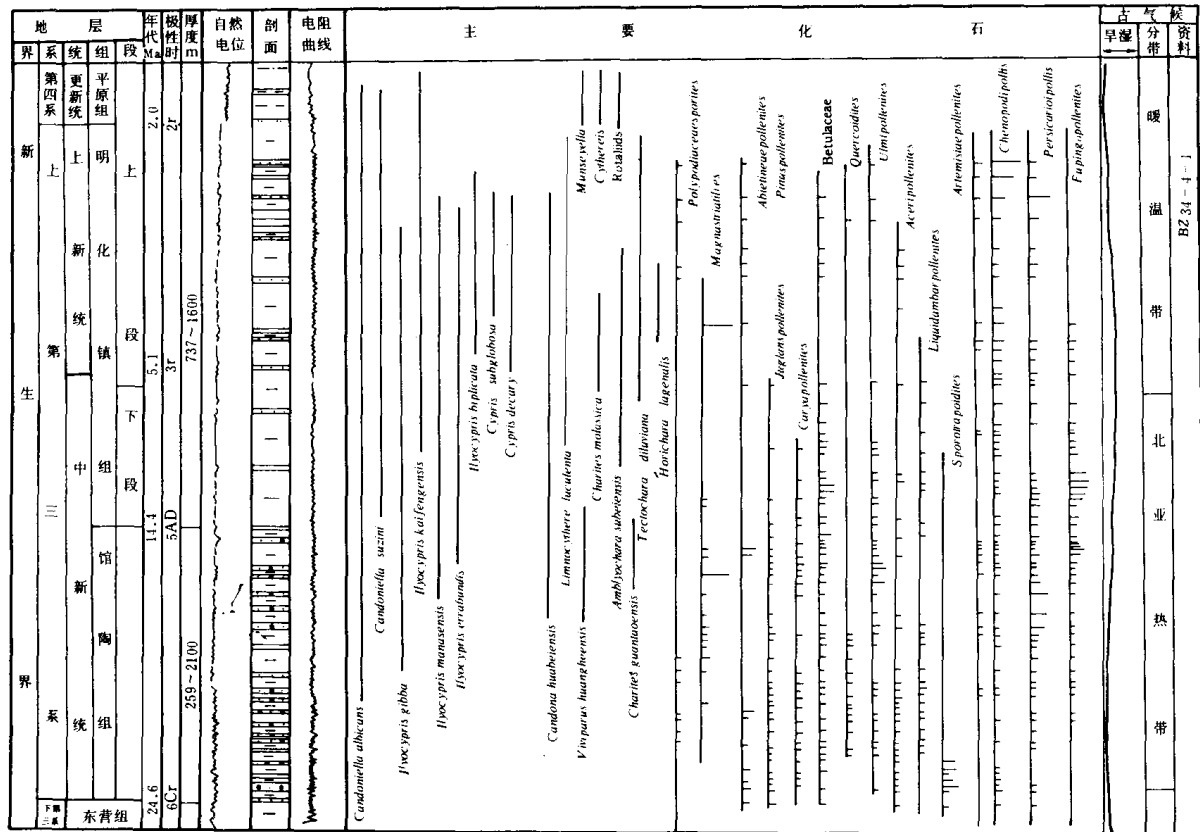 地 层
年代Ma
极性时
厚度m
自然电位
剖面
电阻曲线
主 要 化 石
古 气 候
界 系 统 组 段
旱湿
分带
资料
新生界
第四系
上第三系
下第三系
更新统
上新统
中新统
平原组
明化镇组
馆陶组
东营组
上段
下段
2.0
5.1
14.4
24.6
2r
3r
5AD
6Cr
737~1600
259~2100
Candoniella albicans
Candoniella suzini
Ilyocypris gibba
Ilyocypris kaifengensis
Ilyocypris manasensis
Ilyocypris errabundis
Ilyocypris biplicata
Cypris subglobosa
Cypris decary
Candona huabeiensis
Limnocythere luculenta
Munseyella
Viviparus huangheensis
Cythereis
Charites molassica
Rotaliids
Amblyochara subeiensis
Charites guantaoensis
Tectochara diluviana
Horichara lagenalis
Polypodiaceaesporites
Magnastriatites
Abietineaepollenites
Pinuspollenites
Juglanspollenites
Caryapollenites
Betulaceae
Quercoidites
Ulmipollenites
Aceripollenites
Liquidambarpollenites
Sporotrapoidites
Artemisiaepollenites
Chenopodipollis
Persicarioipollis
Fupingopollenites
暖温带
北亚热带
BZ 34-4-1